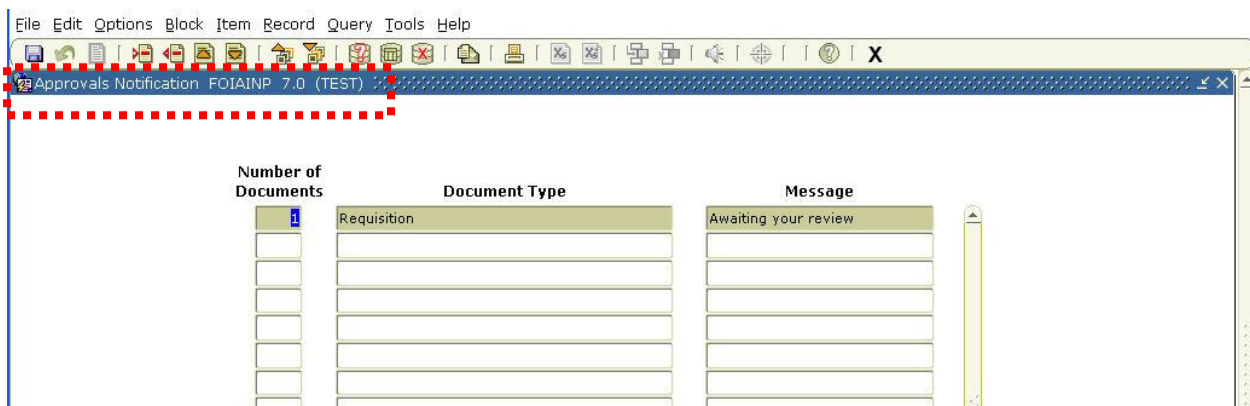 File Edit Options Block Item Record Query Tools Help
X
Approvals Notification FOIAINP 7.0 (TEST)
Number of
Documents Document Type Message
1 Requisition Awaiting your review